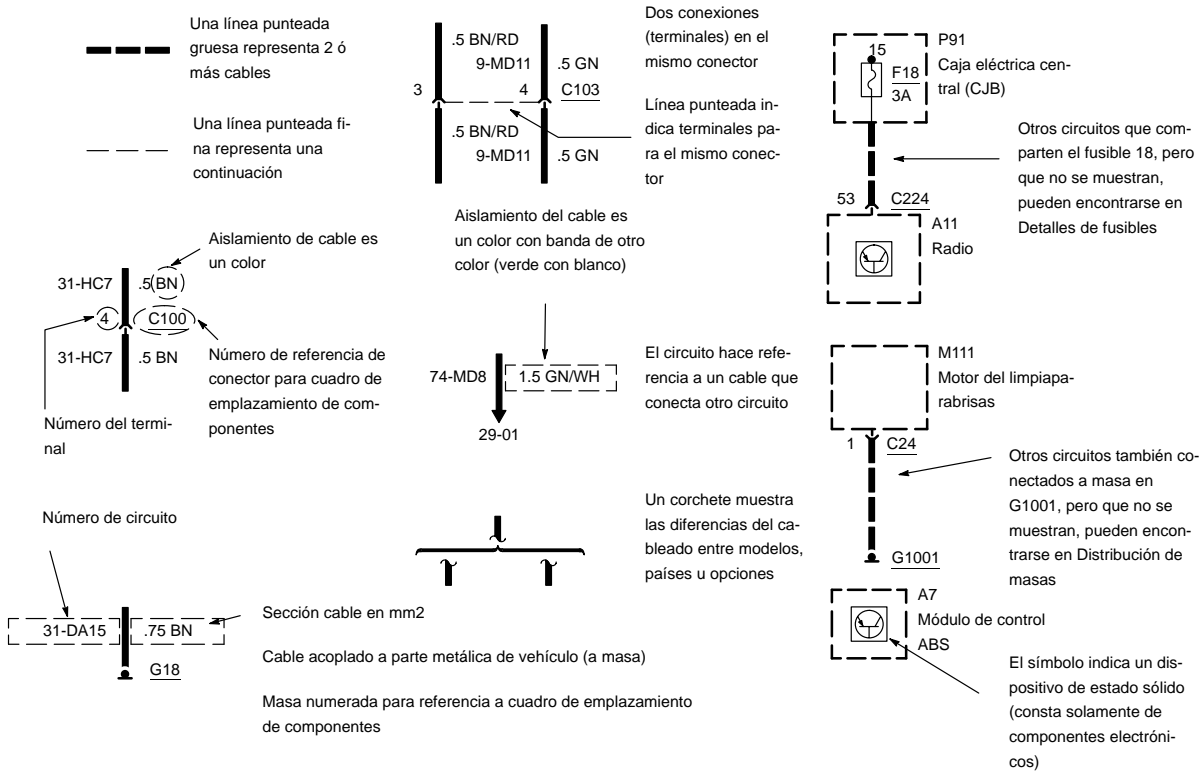 Una línea punteada
gruesa representa 2 ó
más cables
Una línea punteada fi-
na representa una
continuación
Aislamiento de cable es
un color
31-HC7
.5 BN
4
C100
31-HC7
.5 BN
Número de referencia de
conector para cuadro de
emplazamiento de com-
ponentes
Número del termi-
nal
Número de circuito
31-DA15
.75 BN
G18
Sección cable en mm2
Cable acoplado a parte metálica de vehículo (a masa)
Masa numerada para referencia a cuadro de emplazamiento
de componentes
.5 BN/RD
9-MD11
.5 GN
3
4
C103
.5 BN/RD
9-MD11
.5 GN
Dos conexiones
(terminales) en el
mismo conector
Línea punteada in-
dica terminales pa-
ra el mismo conec-
tor
Aislamiento del cable es
un color con banda de otro
color (verde con blanco)
74-MD8
1.5 GN/WH
29-01
El circuito hace refe-
rencia a un cable que
conecta otro circuito
Un corchete muestra
las diferencias del ca-
bleado entre modelos,
países u opciones
15
F18
3A
P91
Caja eléctrica cen-
tral (CJB)
Otros circuitos que com-
parten el fusible 18, pero
que no se muestran,
pueden encontrarse en
Detalles de fusibles
53
C224
A11
Radio
M111
Motor del limpiapa-
rabrisas
1
C24
Otros circuitos también co-
nectados a masa en
G1001, pero que no se
muestran, pueden encon-
trarse en Distribución de
masas
G1001
A7
Módulo de control
ABS
El símbolo indica un dis-
positivo de estado sólido
(consta solamente de
componentes electróni-
cos)